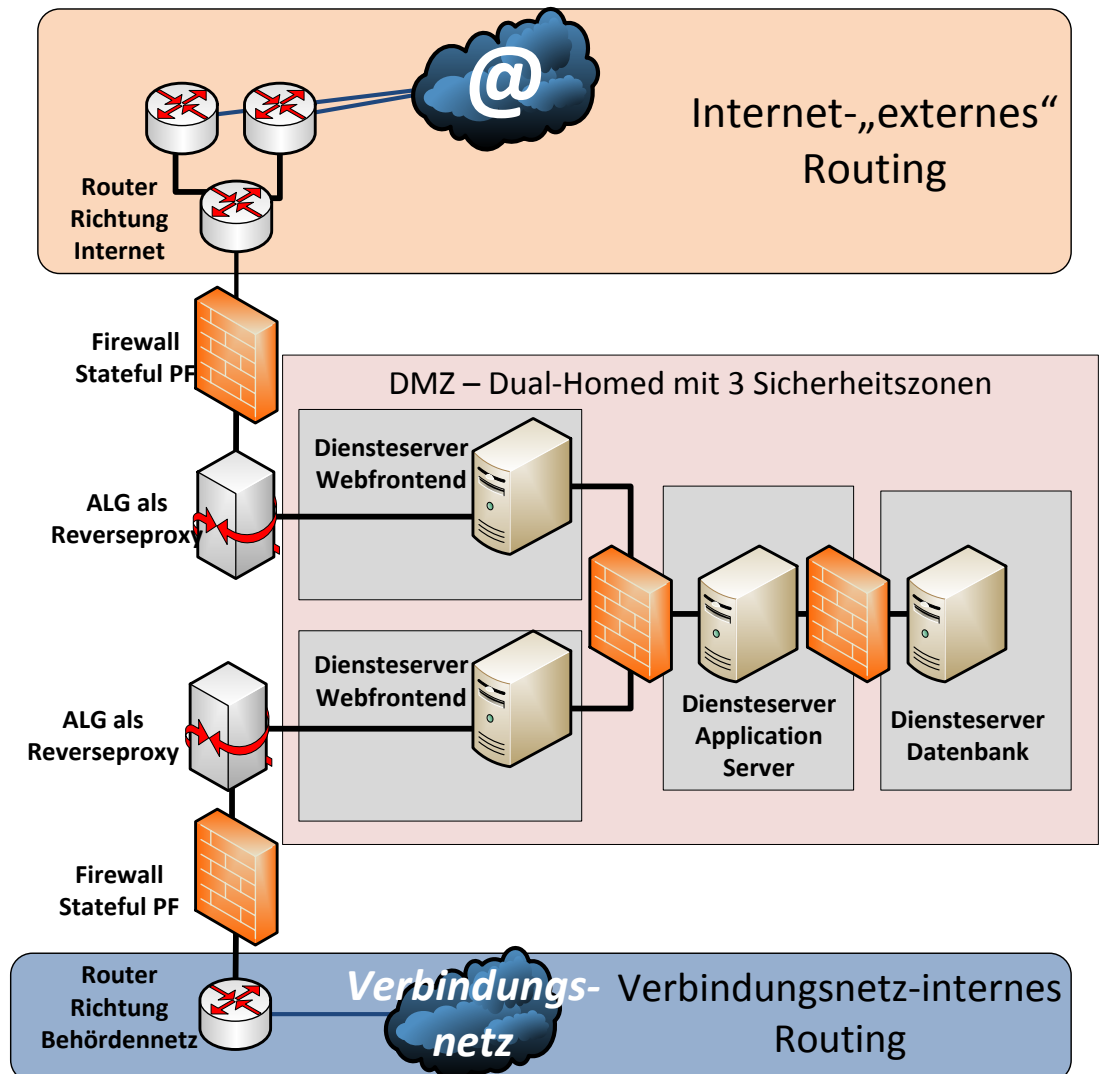 @
Internet-„externes“
Routing
Router
Richtung
Internet
Firewall
Stateful PF
DMZ – Dual-Homed mit 3 Sicherheitszonen
Diensteserver
Webfrontend
ALG als
Reverseproxy
Diensteserver
Webfrontend
ALG als
Reverseproxy
Diensteserver
Application
Server
Diensteserver
Datenbank
Firewall
Stateful PF
Router
Richtung
Behördennetz
Verbindungs-
netz
Verbindungsnetz-internes
Routing